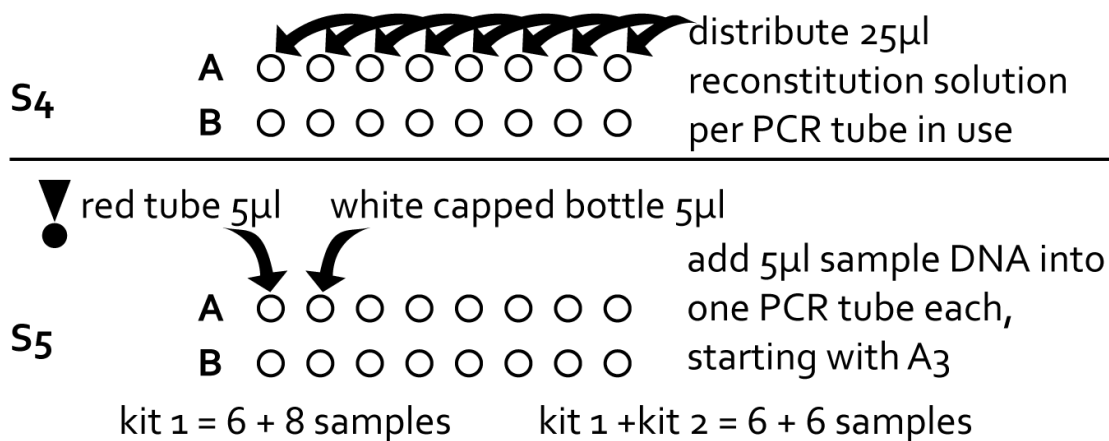 distribute 25µl
A
reconstitution solution
S4
B
per PCR tube in use
red tube 5µl
white capped bottle 5µl
add 5µl sample DNA into
A
one PCR tube each,
S5
B
starting with A3
kit 1 = 6 + 8 samples
kit 1 +kit 2 = 6 + 6 samples